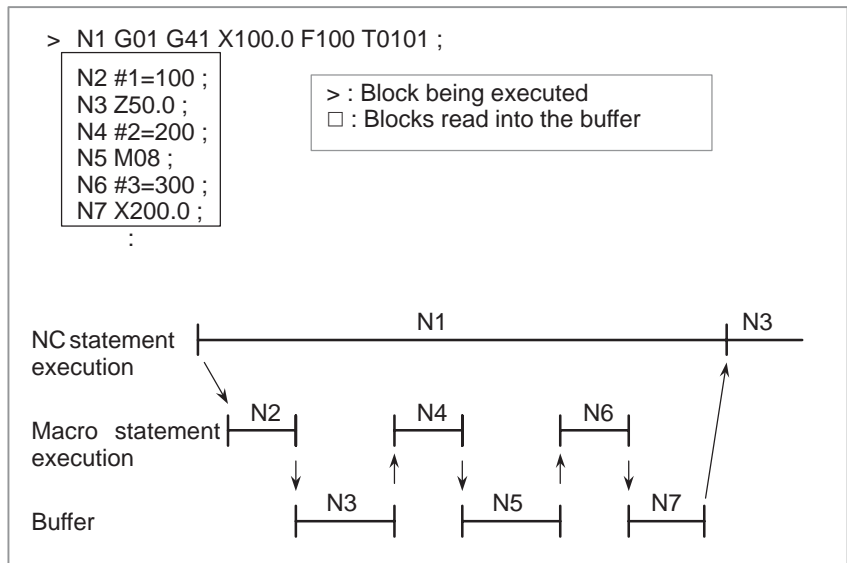 > N1 G01 G41 X100.0 F100 T0101 ;
N2 #1=100 ;
N3 Z50.0 ;
N4 #2=200 ;
N5 M08 ;
N6 #3=300 ;
N7 X200.0 ;
:
> : Block being executed
□ : Blocks read into the buffer
N1 N3
NC statement
execution
N2 N4 N6
Macro statement
execution
N3 N5 N7
Buffer